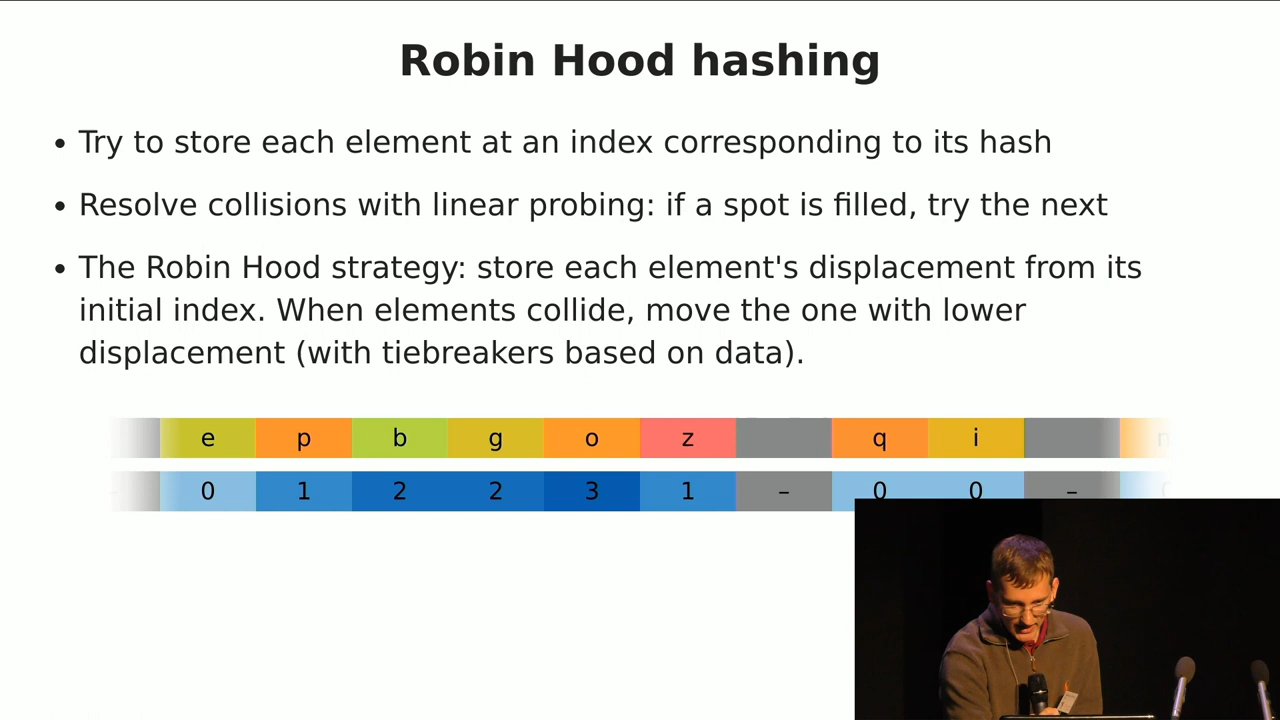 Robin Hood hashing
• Try to store each element at an index corresponding to its hash
• Resolve collisions with linear probing: if a spot is filled, try the next
• The Robin Hood strategy: store each element's displacement from its
initial index. When elements collide, move the one with lower
displacement (with tiebreakers based on data).
e p b g o z q i
0 1 2 2 3 1 – 0 0 –